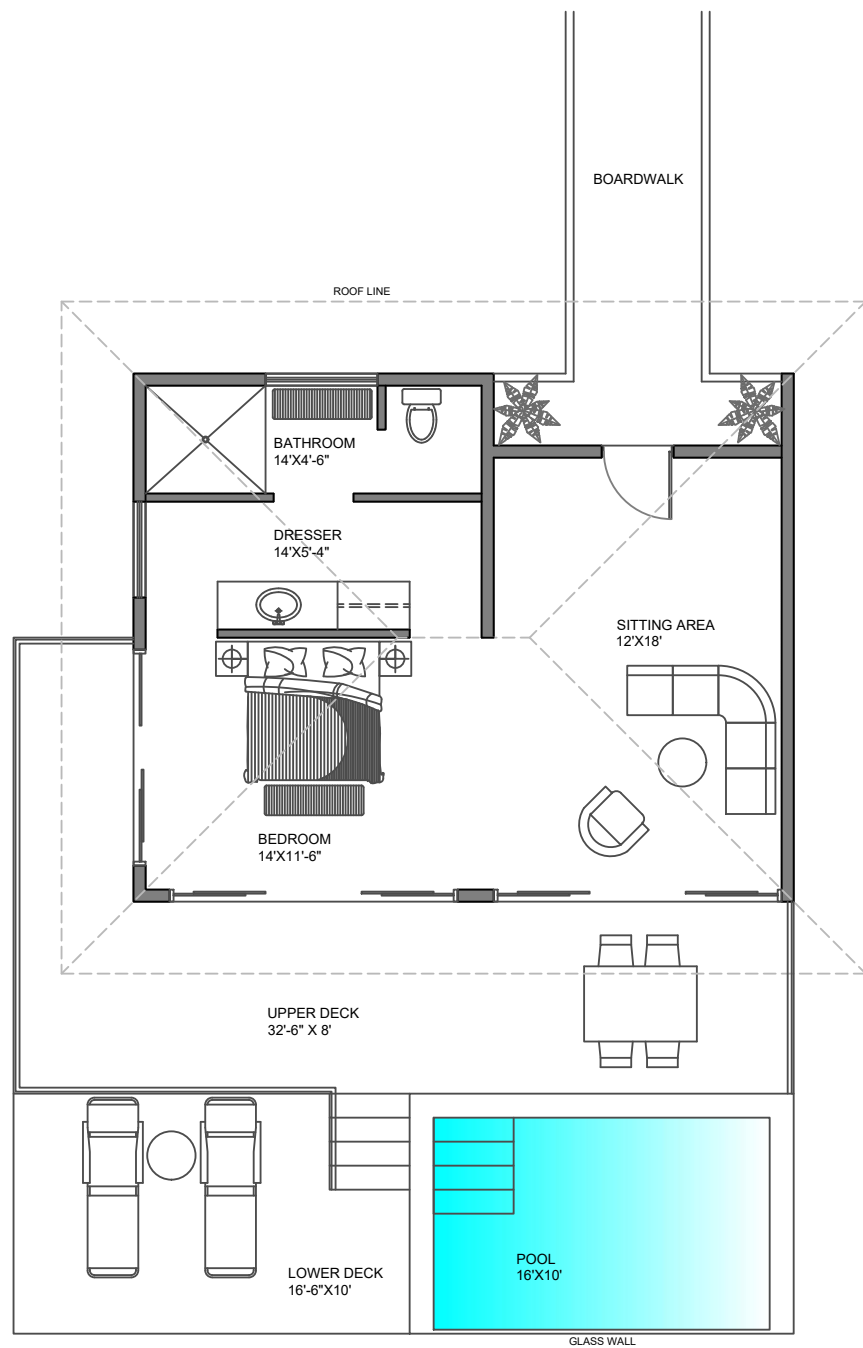 BOARDWALK
ROOF LINE
BATHROOM
14'X4'-6"
DRESSER
14'X5'-4"
SITTING AREA
12'X18'
BEDROOM
14'X11'-6"
UPPER DECK
32'-6" X 8'
POOL
16'X10'
LOWER DECK
16'-6"X10'
GLASS WALL